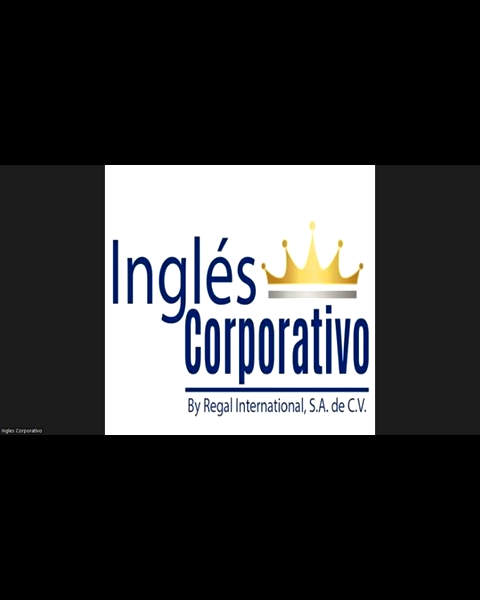 Inglés
Corporativo
By Regal International, S.A. de C.V.
Ingles Corporativo